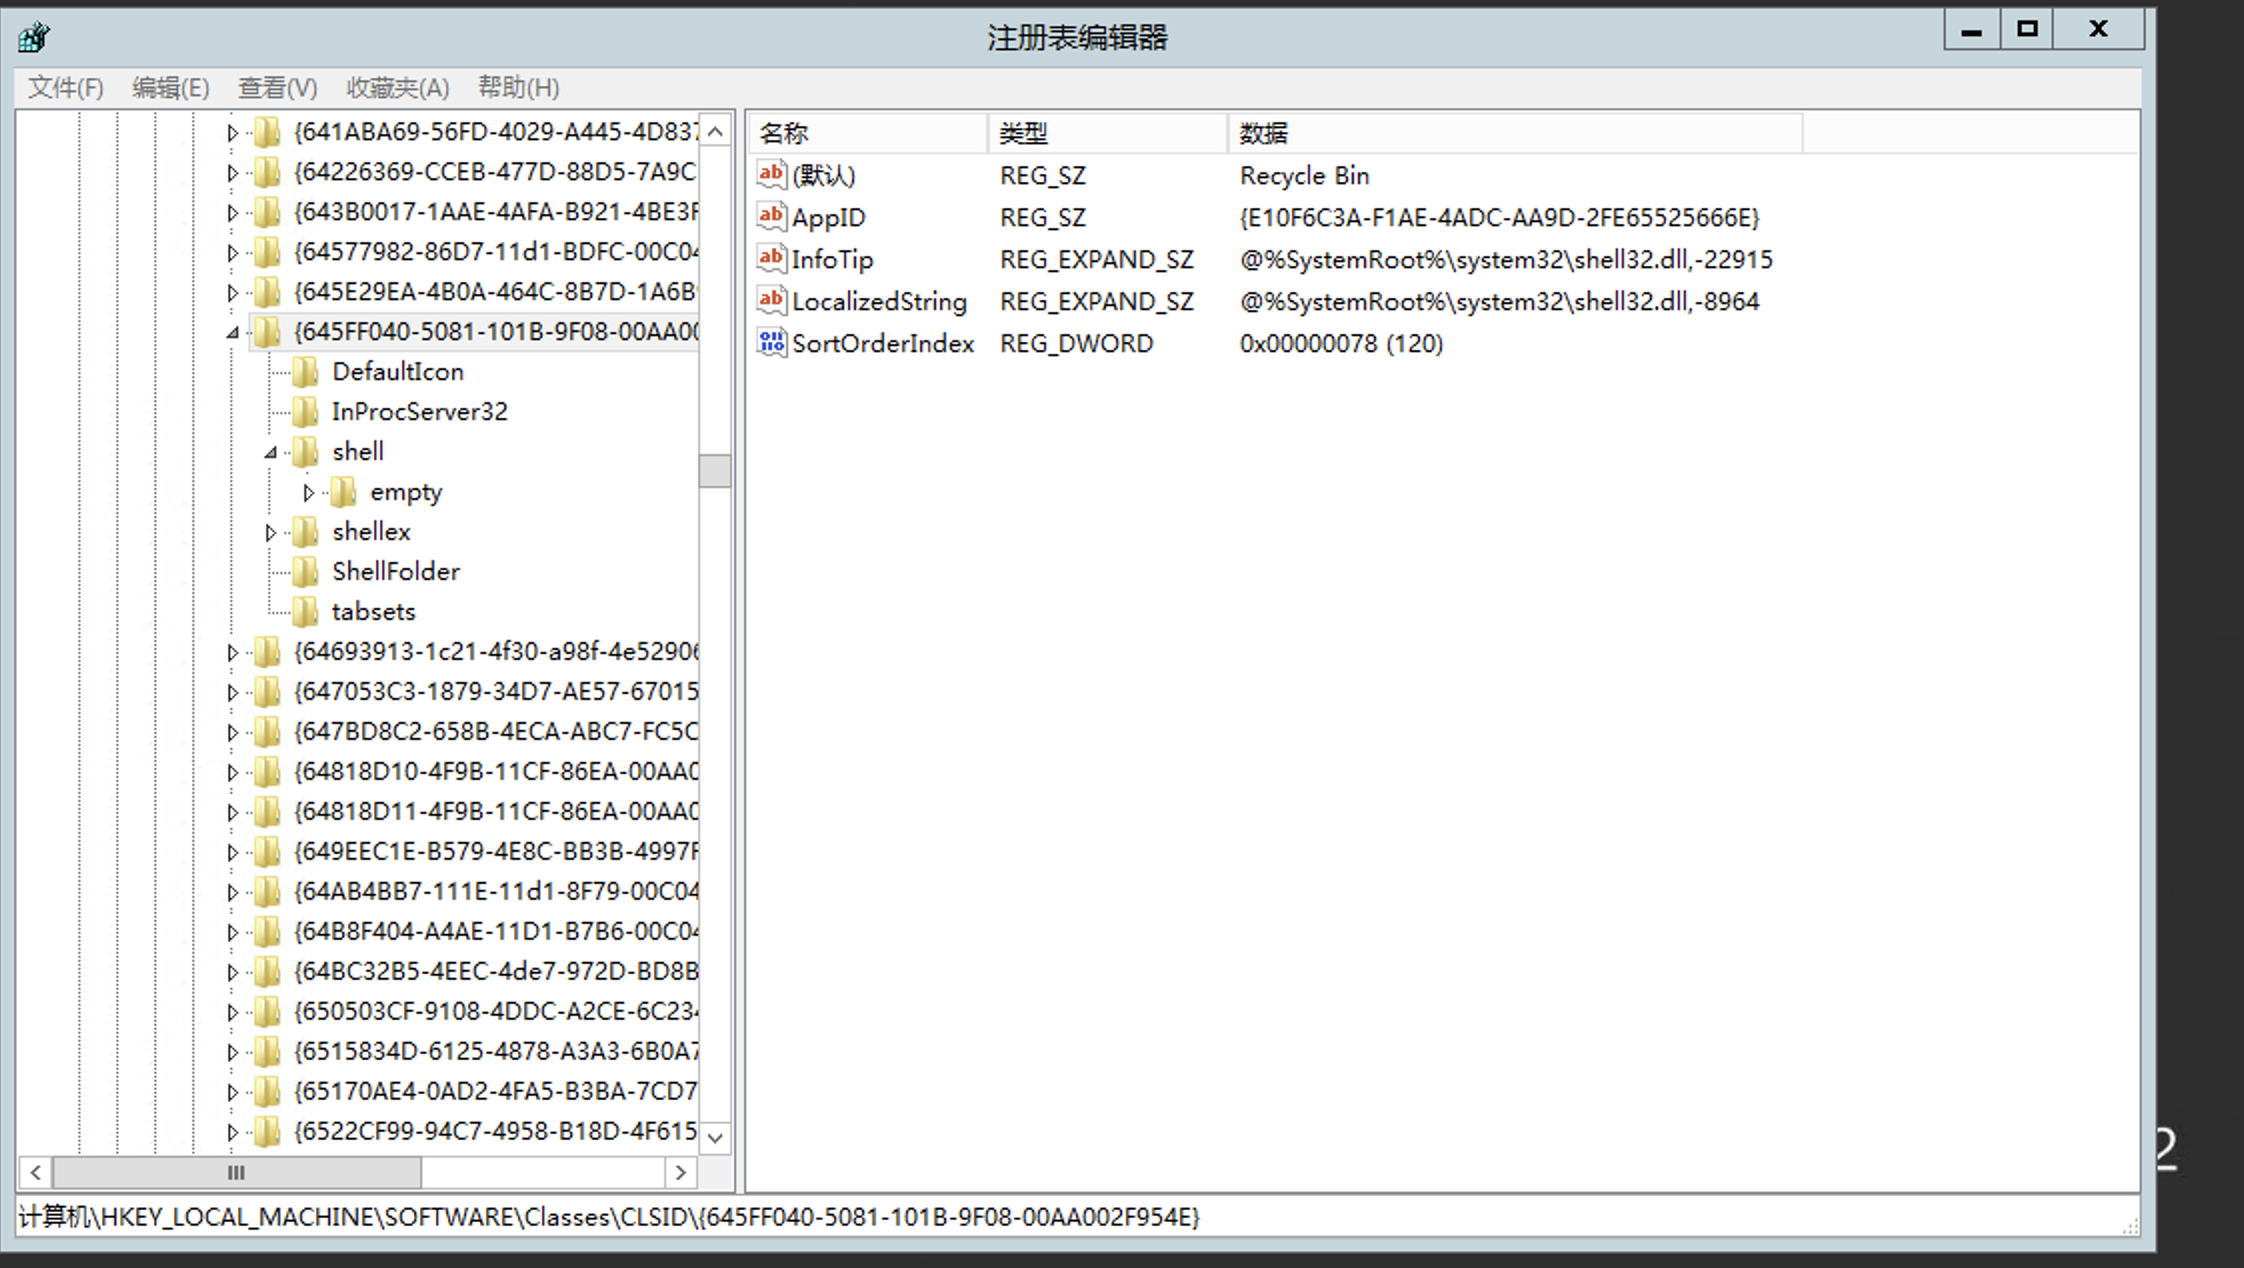 注册表编辑器
文件(F) 编辑(E) 查看(V) 收藏夹(A) 帮助(H)
{641ABA69-56FD-4029-A445-4D837
{64226369-CCEB-477D-88D5-7A9C
{643B0017-1AAE-4AFA-B921-4BE3F
{64577982-86D7-11d1-BDFC-00C04
{645E29EA-4B0A-464C-8B7D-1A6B
{645FF040-5081-101B-9F08-00AA00
DefaultIcon
InProcServer32
shell
empty
shellex
ShellFolder
tabsets
{64693913-1c21-4f30-a98f-4e52906
{647053C3-1879-34D7-AE57-67015
{647BD8C2-658B-4ECA-ABC7-FC5C
{64818D10-4F9B-11CF-86EA-00AA0
{64818D11-4F9B-11CF-86EA-00AA0
{649EEC1E-B579-4E8C-BB3B-4997F
{64AB4BB7-111E-11d1-8F79-00C04
{64B8F404-A4AE-11D1-B7B6-00C04
{64BC32B5-4EEC-4de7-972D-BD8B
{650503CF-9108-4DDC-A2CE-6C234
{6515834D-6125-4878-A3A3-6B0A7
{65170AE4-0AD2-4FA5-B3BA-7CD7
{6522CF99-94C7-4958-B18D-4F615
名称 类型 数据
(默认) REG_SZ Recycle Bin
AppID REG_SZ {E10F6C3A-F1AE-4ADC-AA9D-2FE65525666E}
InfoTip REG_EXPAND_SZ @%SystemRoot%\system32\shell32.dll,-22915
LocalizedString REG_EXPAND_SZ @%SystemRoot%\system32\shell32.dll,-8964
SortOrderIndex REG_DWORD 0x00000078 (120)
计算机\HKEY_LOCAL_MACHINE\SOFTWARE\Classes\CLSID\{645FF040-5081-101B-9F08-00AA002F954E}
2